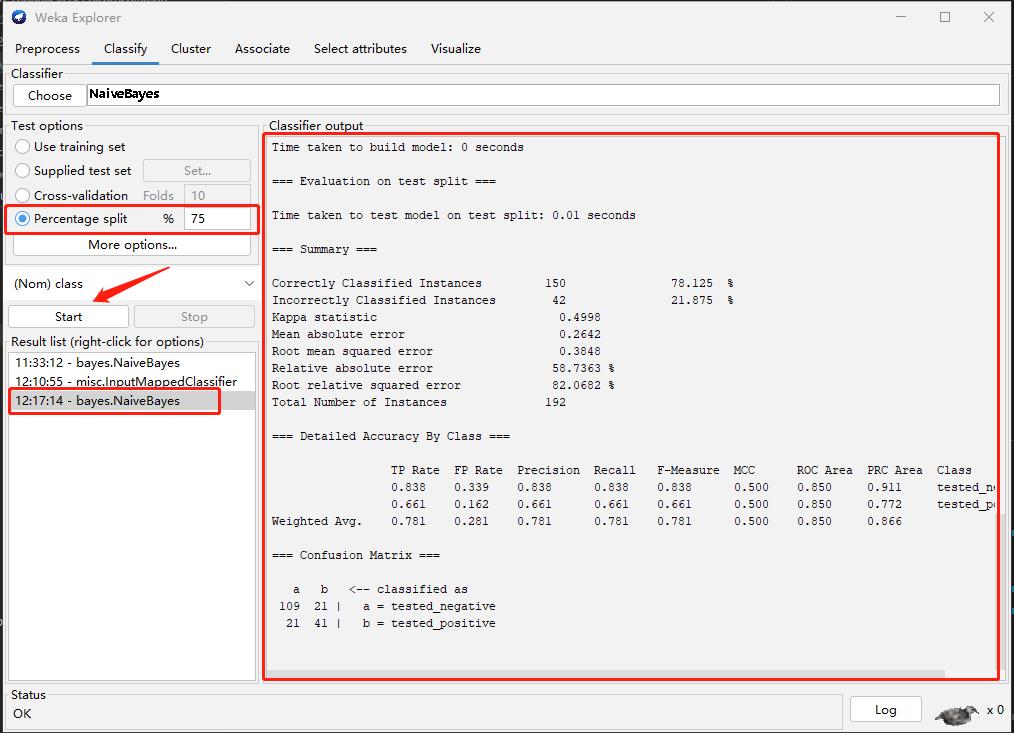 Weka Explorer
Preprocess Classify Cluster Associate Select attributes Visualize
Classifier
Choose NaiveBayes
Test options
Use training set
Supplied test set Set...
Cross-validation Folds 10
Percentage split % 75
More options...
(Nom) class
Start Stop
Result list (right-click for options)
11:33:12 - bayes.NaiveBayes
12:10:55 - misc.InputMappedClassifier
12:17:14 - bayes.NaiveBayes
Classifier output
Time taken to build model: 0 seconds
=== Evaluation on test split ===
Time taken to test model on test split: 0.01 seconds
=== Summary ===
Correctly Classified Instances 150 78.125 %
Incorrectly Classified Instances 42 21.875 %
Kappa statistic 0.4998
Mean absolute error 0.2642
Root mean squared error 0.3848
Relative absolute error 58.7363 %
Root relative squared error 82.0682 %
Total Number of Instances 192
=== Detailed Accuracy By Class ===
TP Rate FP Rate Precision Recall F-Measure MCC ROC Area PRC Area Class
0.838 0.339 0.838 0.838 0.838 0.500 0.850 0.911 tested_ne
0.661 0.162 0.661 0.661 0.661 0.500 0.850 0.772 tested_po
Weighted Avg. 0.781 0.281 0.781 0.781 0.781 0.500 0.850 0.866
=== Confusion Matrix ===
a b <-- classified as
109 21 | a = tested_negative
21 41 | b = tested_positive
Status
OK
Log
x 0